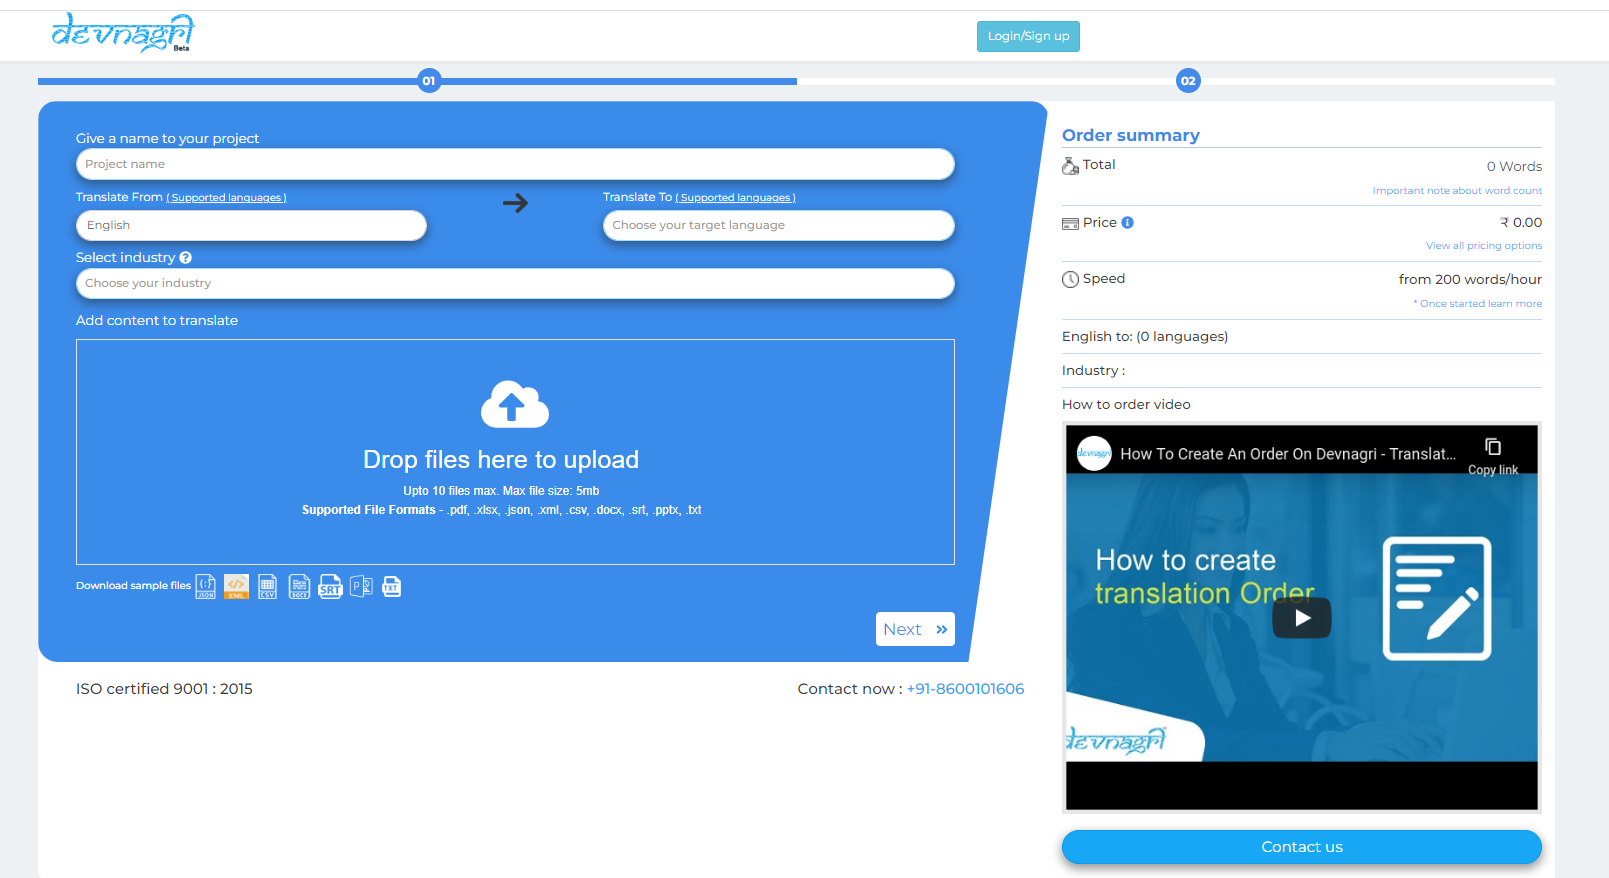 devnagri
Beta
Login/Sign up
01
02
Give a name to your project
Project name
Translate From ( Supported languages )
Translate To ( Supported languages )
English
Choose your target language
Select industry ?
Choose your industry
Add content to translate
Drop files here to upload
Upto 10 files max. Max file size: 5mb
Supported File Formats - .pdf, .xlsx, .json, .xml, .csv, .docx, .srt, .pptx, .txt
Download sample files
JSON
XML
CSV
DOCX
SRT
P
TXT
Next »
ISO certified 9001 : 2015
Contact now : +91-8600101606
Order summary
Total
0 Words
Important note about word count
Price i
₹ 0.00
View all pricing options
Speed
from 200 words/hour
* Once started learn more
English to: (0 languages)
Industry :
How to order video
devnagri
How To Create An Order On Devnagri - Translat...
Copy link
How to create
translation Order
devnagri
Contact us